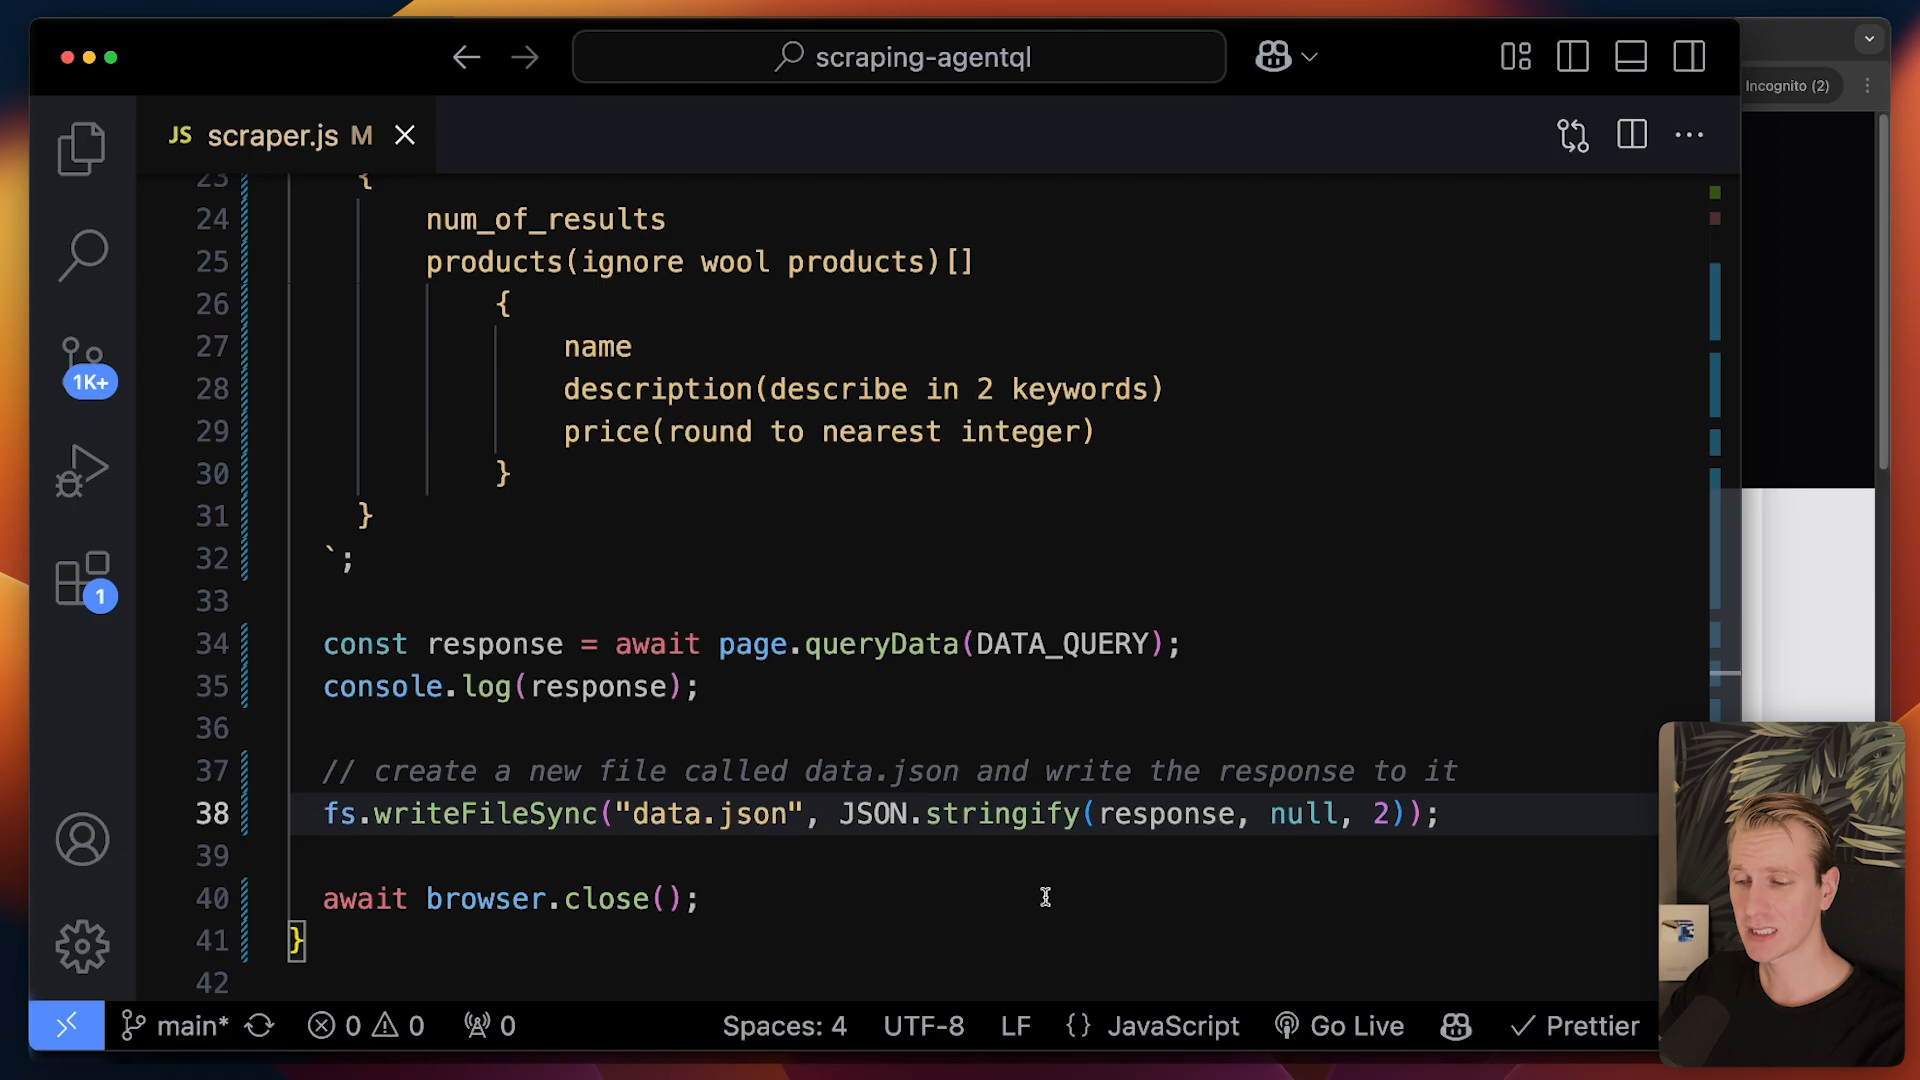 scraping-agentql
Incognito (2)
JS scraper.js M
23 {
24 num_of_results
25 products(ignore wool products)[]
26 {
27 name
28 description(describe in 2 keywords)
29 price(round to nearest integer)
30 }
31 }
32 `;
33
34 const response = await page.queryData(DATA_QUERY);
35 console.log(response);
36
37 // create a new file called data.json and write the response to it
38 fs.writeFileSync("data.json", JSON.stringify(response, null, 2));
39
40 await browser.close();
41 }
42
1K+
1
main* 0 0 0 Spaces: 4 UTF-8 LF {} JavaScript Go Live Prettier